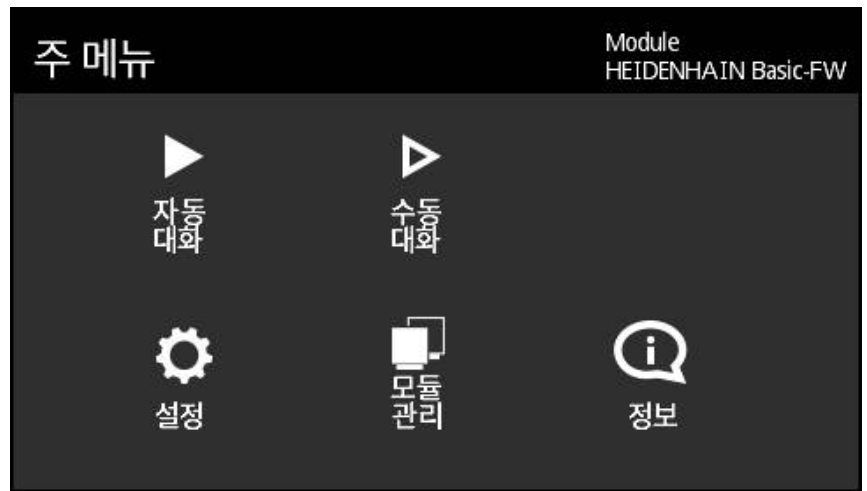 주 메뉴
Module
HEIDENHAIN Basic-FW
자동
대화
수동
대화
설정
모듈
관리
정보